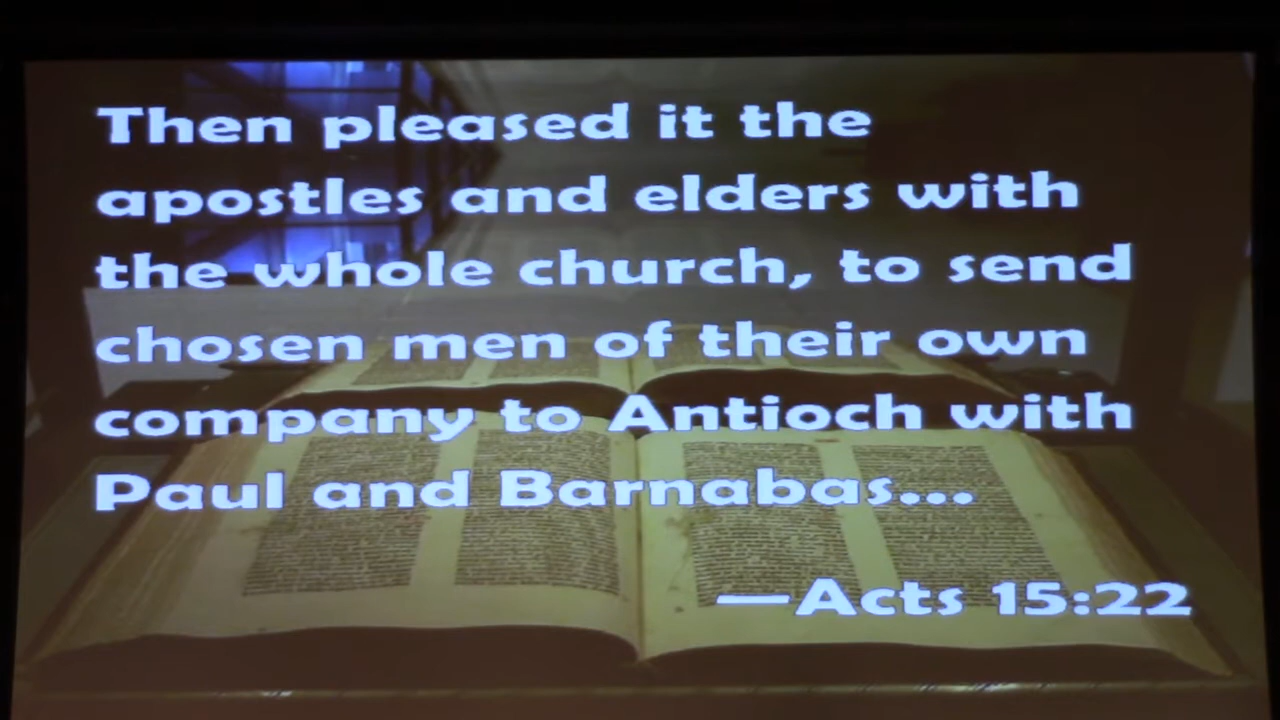 Then pleased it the
apostles and elders with
the whole church, to send
chosen men of their own
company to Antioch with
Paul and Barnabas...
—Acts 15:22